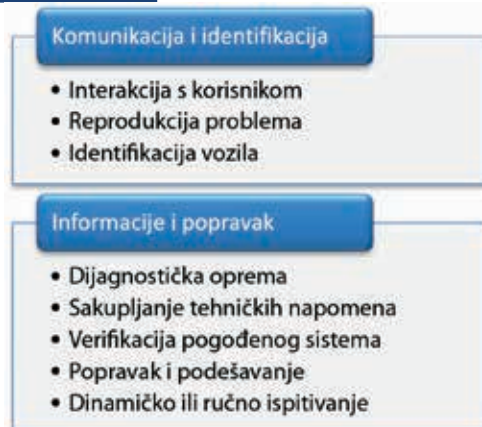 Komunikacija i identifikacija
• Interakcija s korisnikom
• Reprodukcija problema
• Identifikacija vozila
Informacije i popravak
• Dijagnostička oprema
• Sakupljanje tehničkih napomena
• Verifikacija pogođenog sistema
• Popravak i podešavanje
• Dinamičko ili ručno ispitivanje